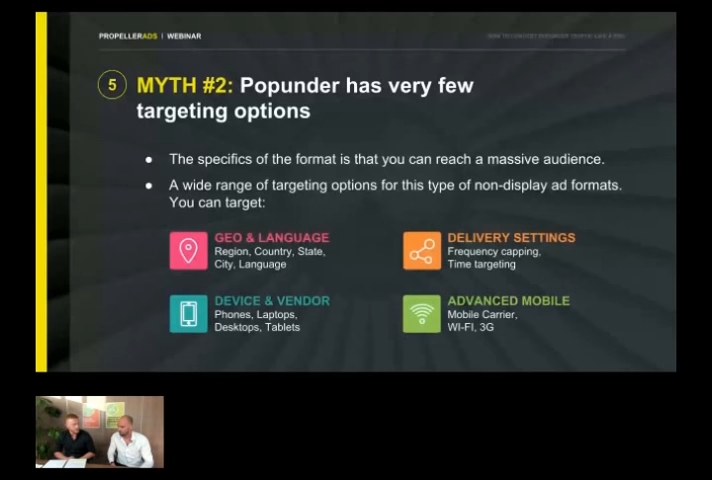 PROPELLERADS | WEBINAR
5
MYTH #2: Popunder has very few
targeting options
● The specifics of the format is that you can reach a massive audience.
● A wide range of targeting options for this type of non-display ad formats.
You can target:
GEO & LANGUAGE
Region, Country, State,
City, Language
DELIVERY SETTINGS
Frequency capping,
Time targeting
DEVICE & VENDOR
Phones, Laptops,
Desktops, Tablets
ADVANCED MOBILE
Mobile Carrier,
WI-FI, 3G